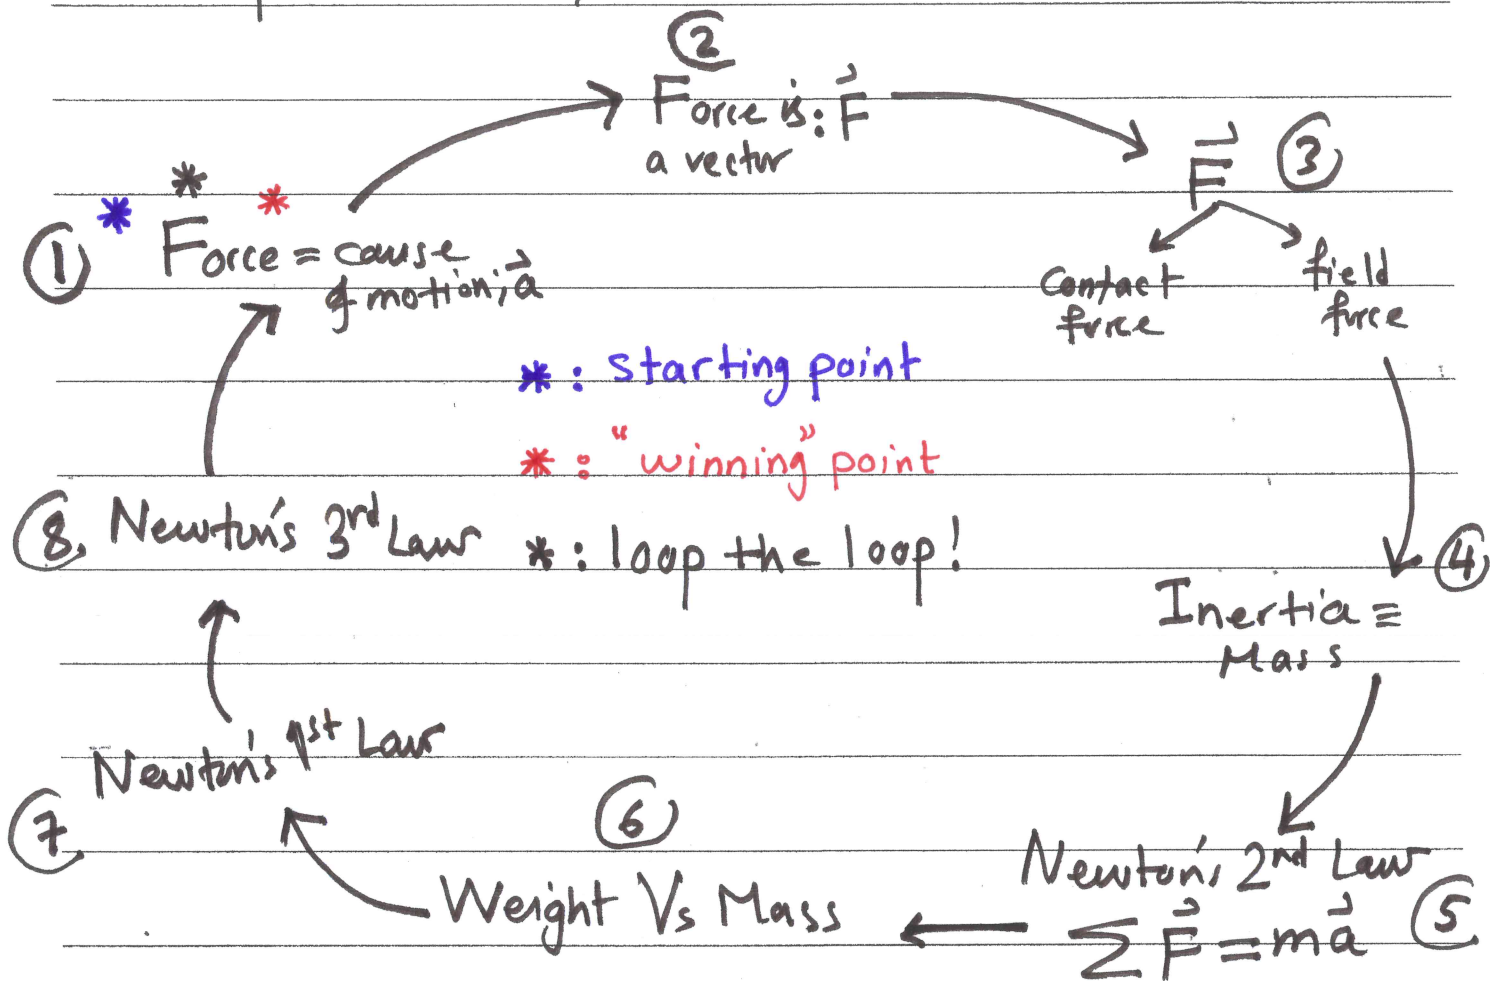 ②
Force is: F⃗
a vector
F⃗ ③
Contact force
field force
* * *
① Force = cause
of motion; a⃗
* : starting point
* : "winning" point
* : loop the loop!
④
Inertia ≡
Mass
Newton's 2nd Law
∑ F⃗ = ma⃗ ⑤
⑥
Weight Vs Mass
Newton's 1st Law
⑦
⑧ Newton's 3rd Law